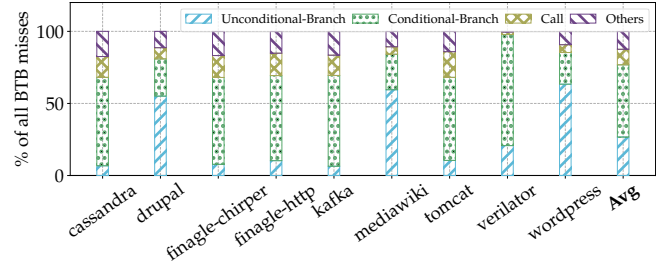 Unconditional-Branch Conditional-Branch Call Others
% of all BTB misses
100
50
0
cassandra
drupal
finagle-chirper
finagle-http
kafka
mediawiki
tomcat
verilator
wordpress
Avg